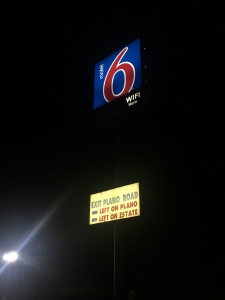 MOTEL
6
WIFI
EXIT PLANO ROAD
LEFT ON PLANO
LEFT ON ESTATE